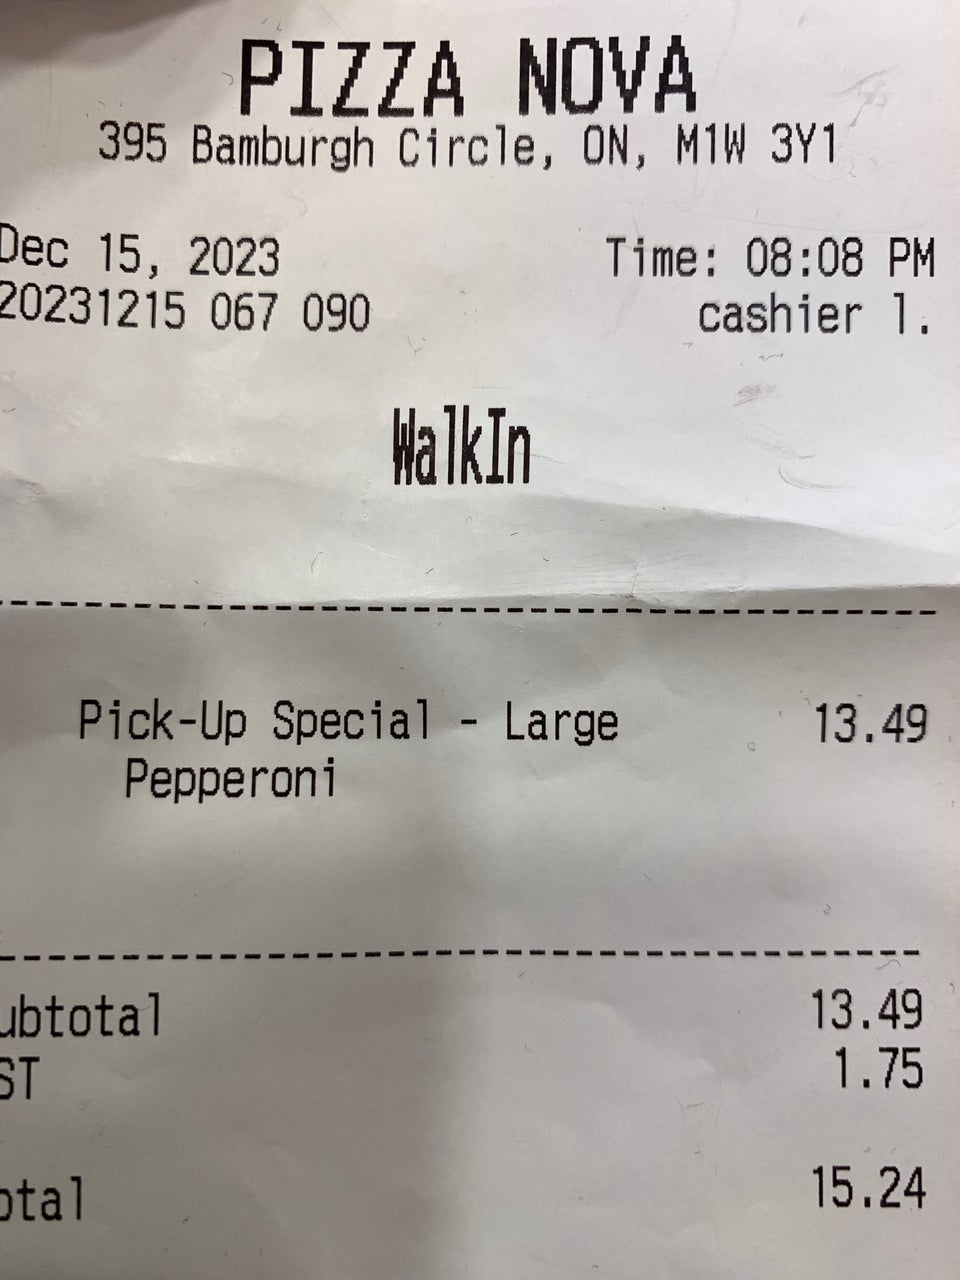 PIZZA NOVA
395 Bamburgh Circle, ON, M1W 3Y1
Dec 15, 2023 Time: 08:08 PM
20231215 067 090 cashier 1.
WalkIn
Pick-Up Special - Large 13.49
Pepperoni
ubtotal 13.49
ST 1.75
otal 15.24